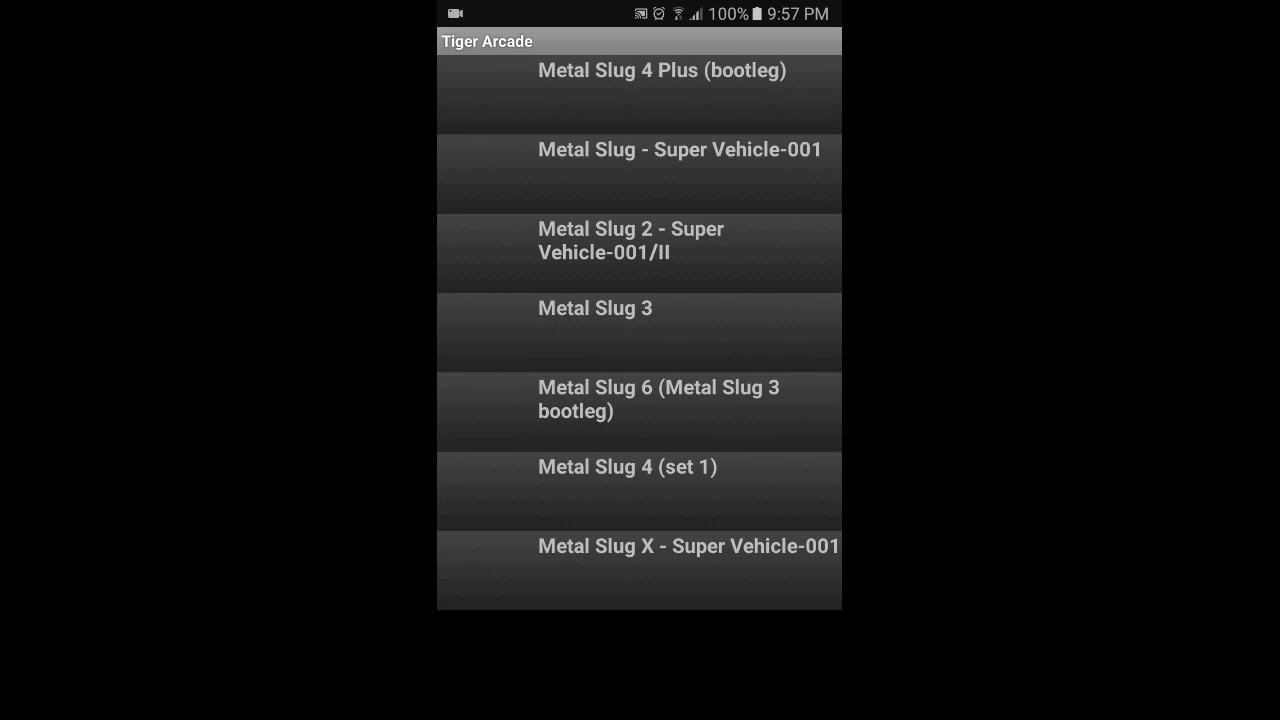 100% 9:57 PM
Tiger Arcade
Metal Slug 4 Plus (bootleg)
Metal Slug - Super Vehicle-001
Metal Slug 2 - Super
Vehicle-001/II
Metal Slug 3
Metal Slug 6 (Metal Slug 3
bootleg)
Metal Slug 4 (set 1)
Metal Slug X - Super Vehicle-001